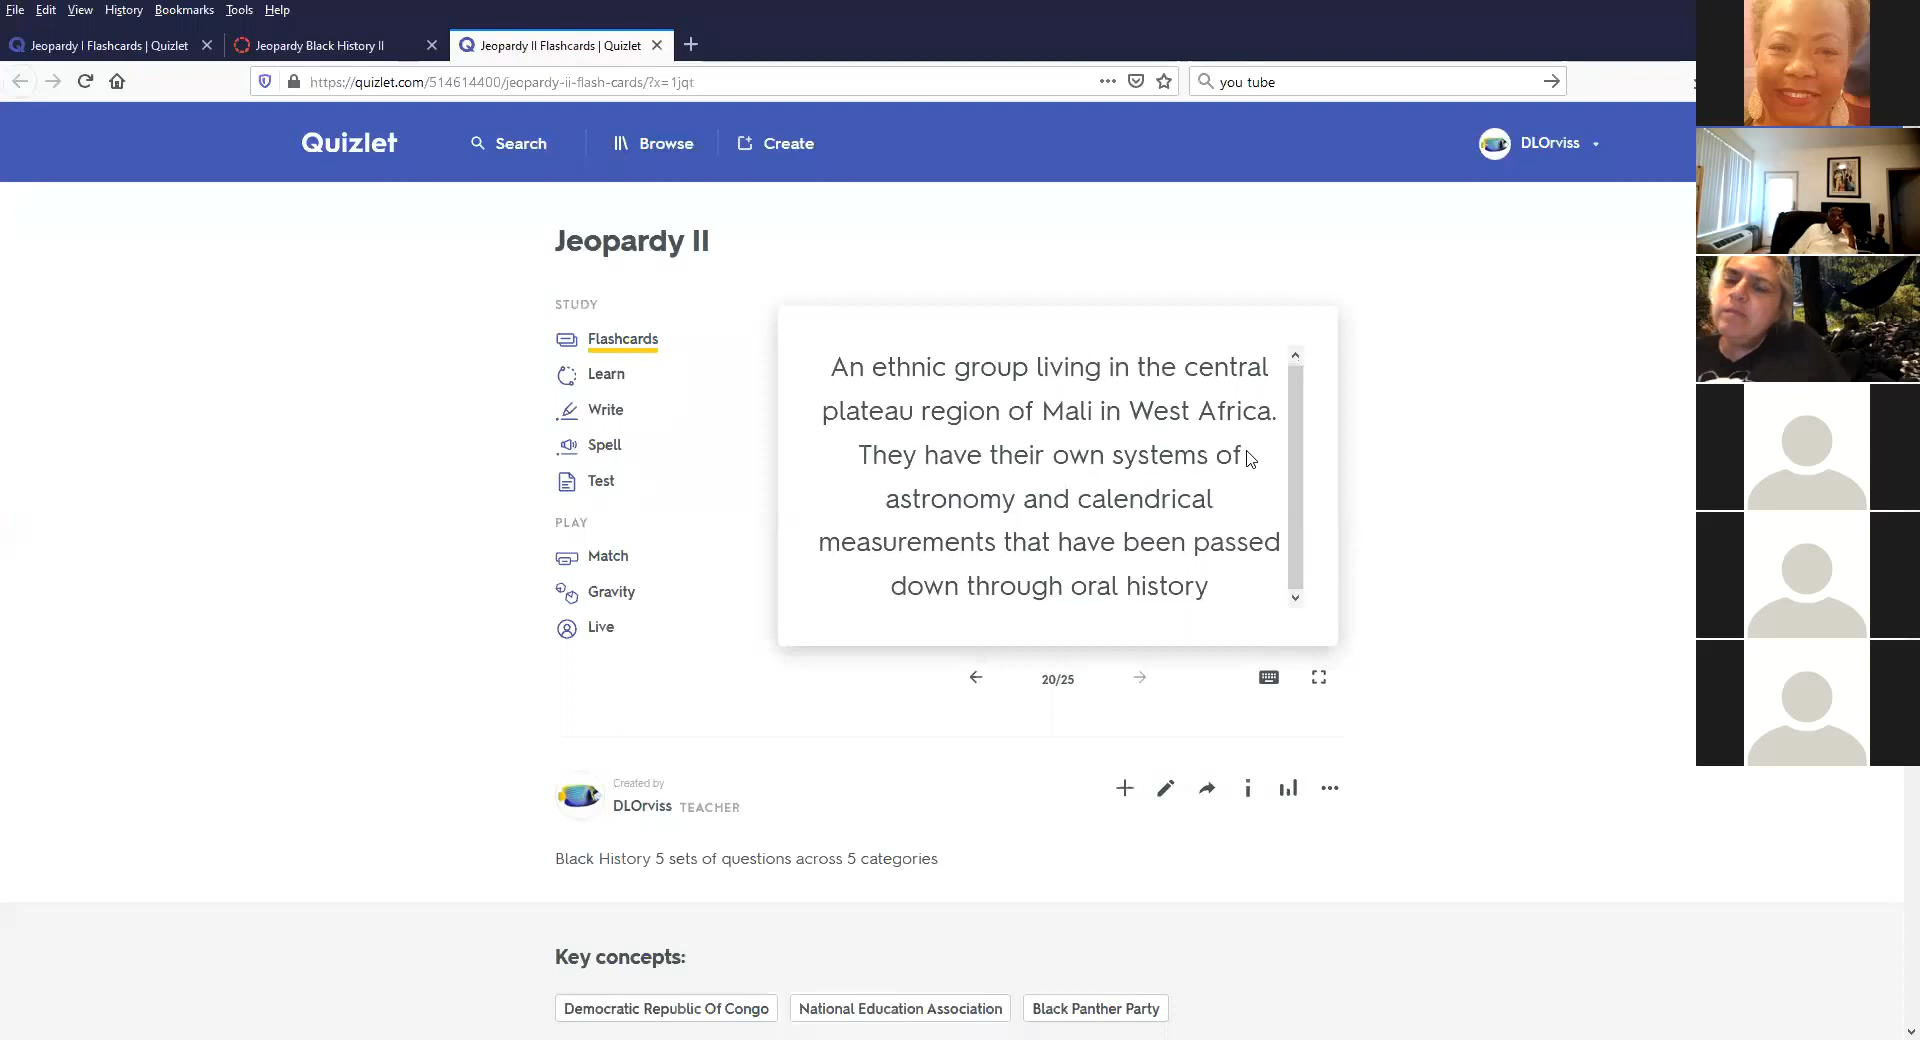 File Edit View History Bookmarks Tools Help
Jeopardy I Flashcards | Quizlet
Jeopardy Black History II
Jeopardy II Flashcards | Quizlet
https://quizlet.com/514614400/jeopardy-ii-flash-cards/?x=1jqt
you tube
Quizlet
Search
Browse
Create
DLOrviss
Jeopardy II
STUDY
Flashcards
Learn
Write
Spell
Test
PLAY
Match
Gravity
Live
An ethnic group living in the central
plateau region of Mali in West Africa.
They have their own systems of
astronomy and calendrical
measurements that have been passed
down through oral history
20/25
Created by
DLOrviss TEACHER
Black History 5 sets of questions across 5 categories
Key concepts:
Democratic Republic Of Congo
National Education Association
Black Panther Party